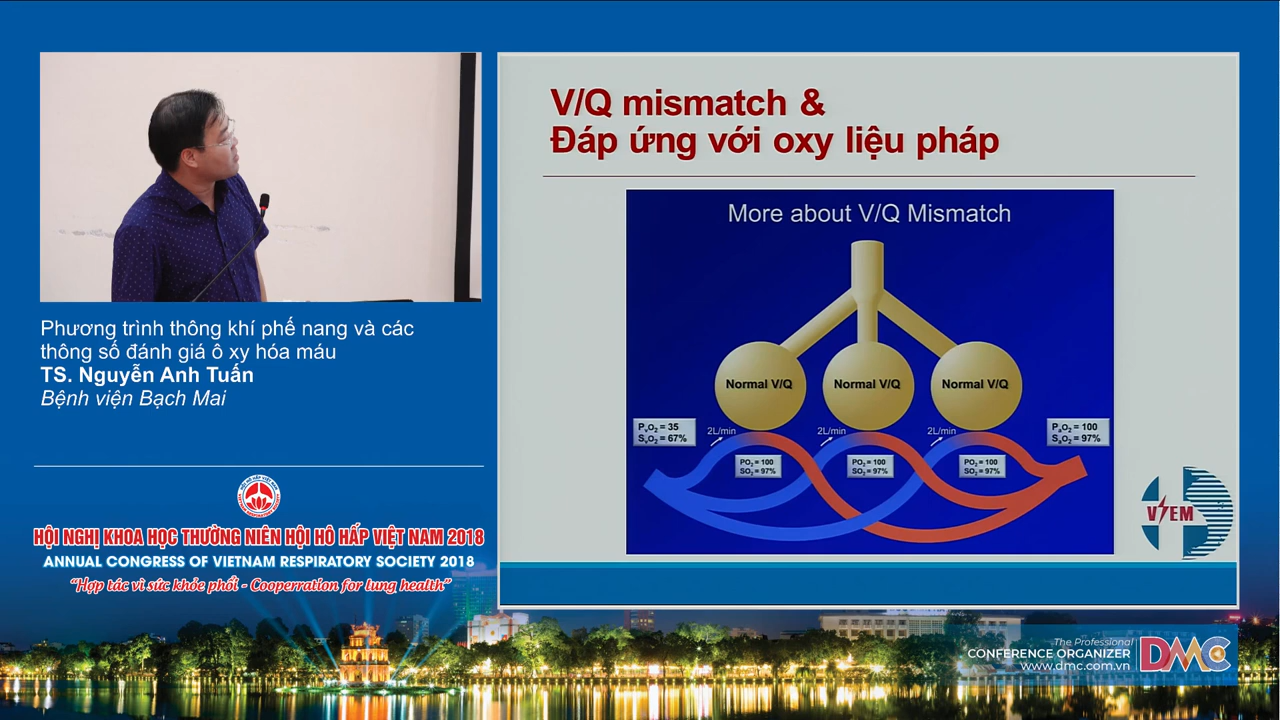 V/Q mismatch &
Đáp ứng với oxy liệu pháp
More about V/Q Mismatch
Normal V/Q
Normal V/Q
Normal V/Q
PᵥO₂ = 35
SᵥO₂ = 67%
2L/min
2L/min
2L/min
PₐO₂ = 100
SₐO₂ = 97%
PO₂ = 100
SO₂ = 97%
PO₂ = 100
SO₂ = 97%
PO₂ = 100
SO₂ = 97%
VSEM
Phương trình thông khí phế nang và các
thông số đánh giá ô xy hóa máu
TS. Nguyễn Anh Tuấn
Bệnh viện Bạch Mai
HỘI NGHỊ KHOA HỌC THƯỜNG NIÊN HỘI HÔ HẤP VIỆT NAM 2018
ANNUAL CONGRESS OF VIETNAM RESPIRATORY SOCIETY 2018
“Hợp tác vì sức khỏe phổi - Cooperration for lung health”
The Professional
CONFERENCE ORGANIZER
www.dmc.com.vn
DMC